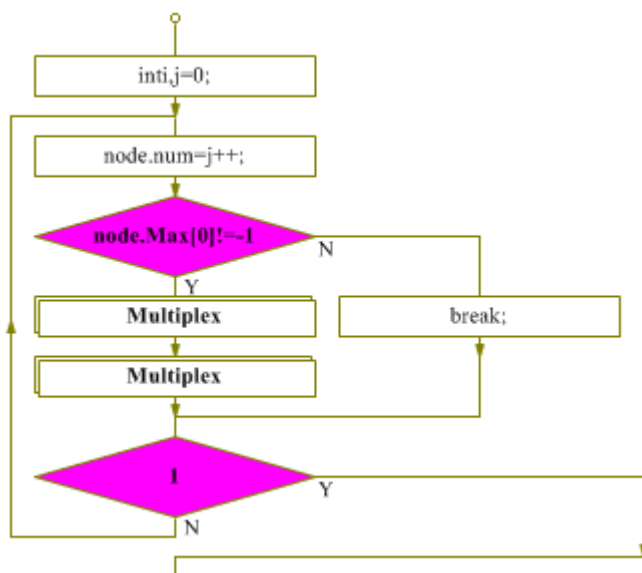 inti,j=0;
node.num=j++;
node.Max[0]!=-1
N
Y
Multiplex
break;
Multiplex
1
Y
N